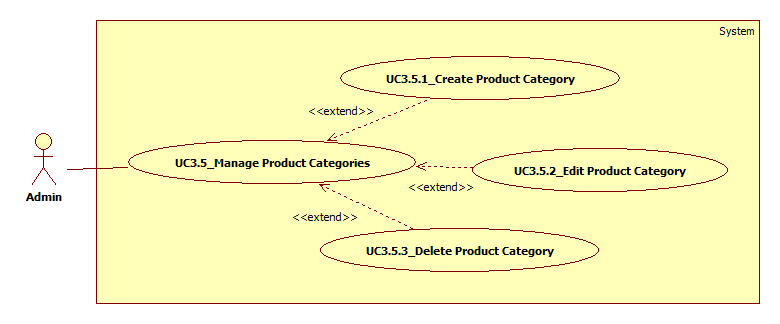 System
UC3.5.1_Create Product Category
<<extend>>
UC3.5_Manage Product Categories
UC3.5.2_Edit Product Category
<<extend>>
Admin
<<extend>>
UC3.5.3_Delete Product Category